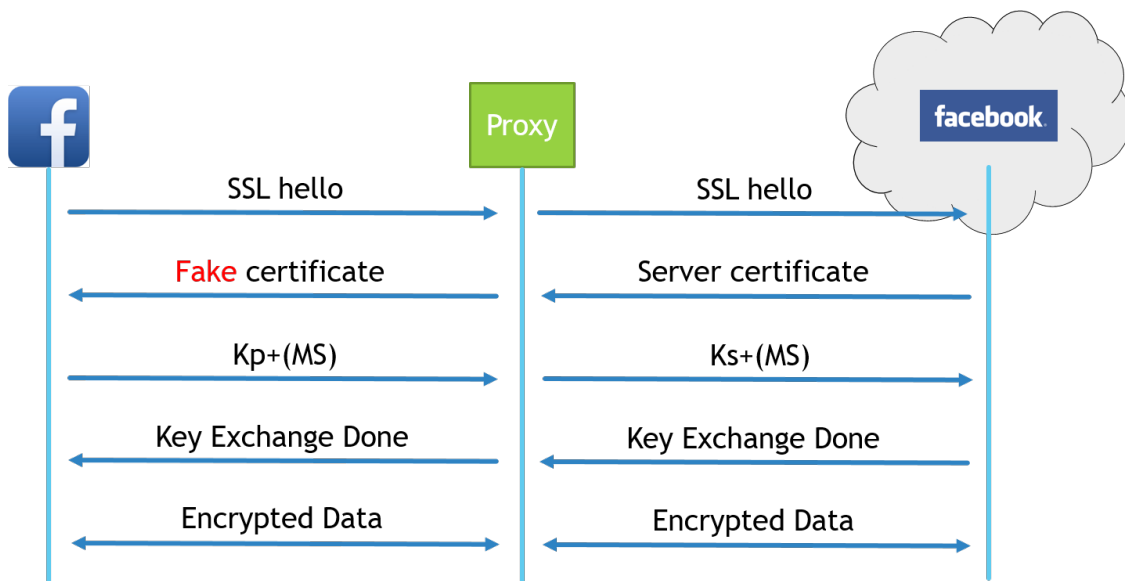 f
Proxy
facebook.
SSL hello
SSL hello
Fake certificate
Server certificate
Kp+(MS)
Ks+(MS)
Key Exchange Done
Key Exchange Done
Encrypted Data
Encrypted Data